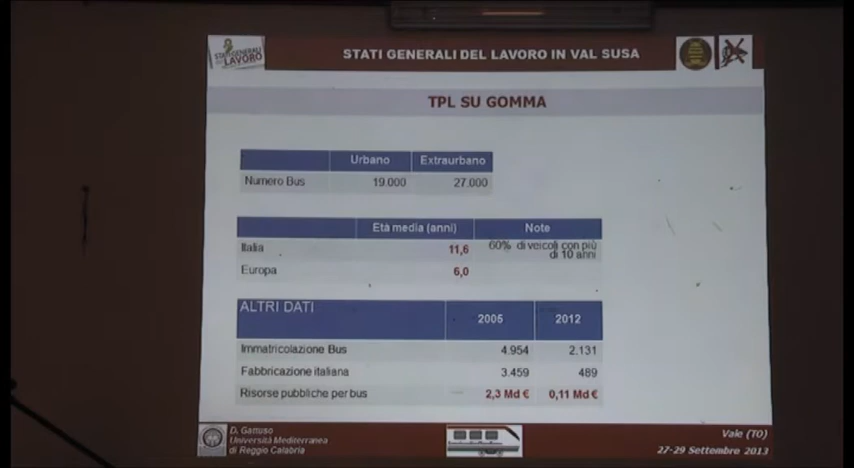 STATI GENERALI DEL LAVORO
STATI GENERALI DEL LAVORO IN VAL SUSA
TPL SU GOMMA
Urbano Extraurbano
Numero Bus 19.000 27.000
Età media (anni) Note
Italia 11,6 60% di veicoli con più
di 10 anni
Europa 6,0
ALTRI DATI 2005 2012
Immatricolazione Bus 4.954 2.131
Fabbricazione italiana 3.459 489
Risorse pubbliche per bus 2,3 Md € 0,11 Md €
D. Gattuso
Università Mediterranea
di Reggio Calabria
Vaie (TO)
27-29 Settembre 2013